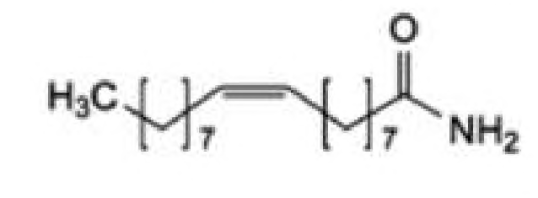 O
H₃C [ ]₇ [ ]₇ NH₂